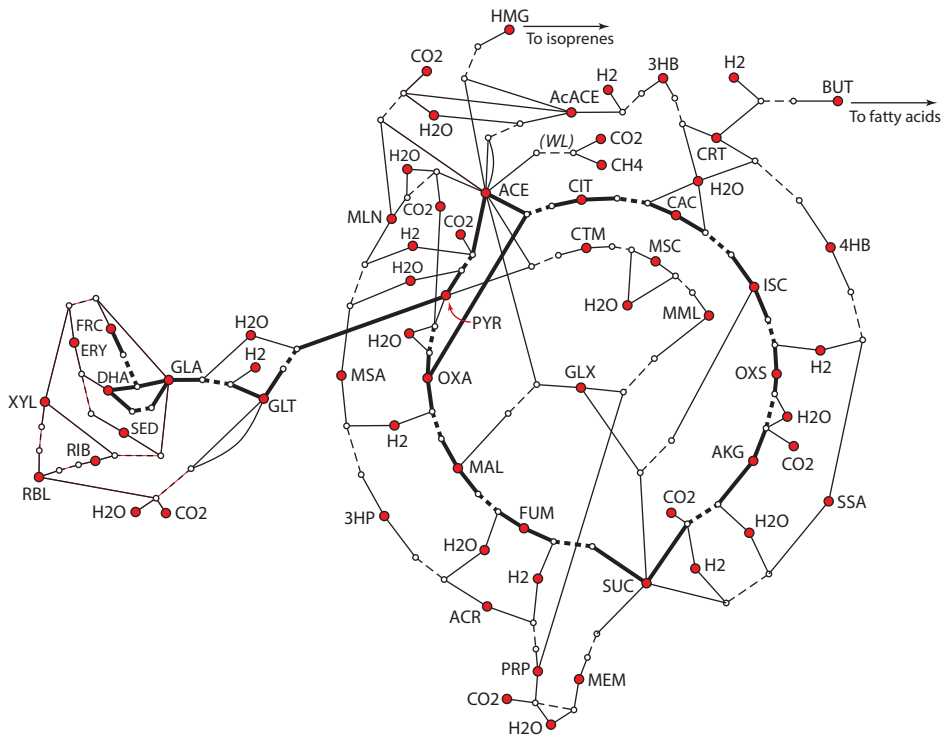 HMG
To isoprenes
CO2
H2
3HB
H2
BUT
AcACE
To fatty acids
H2O
(WL)
CO2
CRT
CH4
H2O
ACE
CIT
H2O
CO2
CAC
MLN
CO2
H2
CTM
MSC
4HB
H2O
ISC
H2O
MML
FRC
H2O
PYR
ERY
H2O
H2
GLA
H2
DHA
MSA
OXA
GLX
OXS
XYL
GLT
H2O
SED
H2
RIB
AKG
MAL
CO2
RBL
CO2
SSA
H2O
CO2
3HP
FUM
H2O
H2O
H2
H2
SUC
ACR
PRP
MEM
CO2
H2O